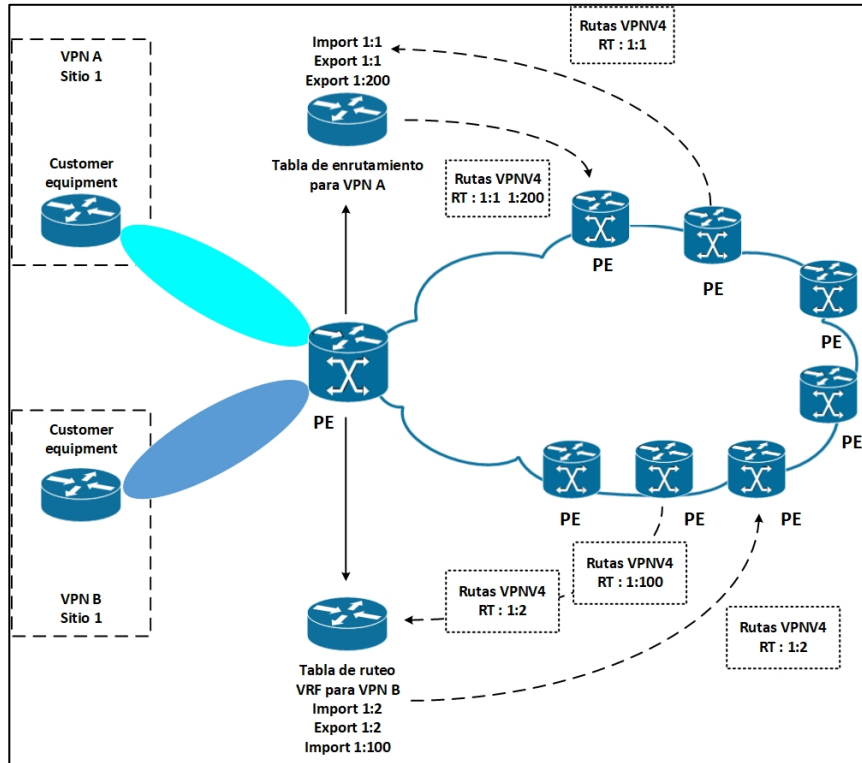 VPN A
Sitio 1
Customer
equipment
Import 1:1
Export 1:1
Export 1:200
Tabla de enrutamiento
para VPN A
Rutas VPNV4
RT : 1:1
Rutas VPNV4
RT : 1:1 1:200
PE
PE
PE
PE
PE
Customer
equipment
VPN B
Sitio 1
PE
PE
PE
Rutas VPNV4
RT : 1:100
Rutas VPNV4
RT : 1:2
Rutas VPNV4
RT : 1:2
Tabla de ruteo
VRF para VPN B
Import 1:2
Export 1:2
Import 1:100